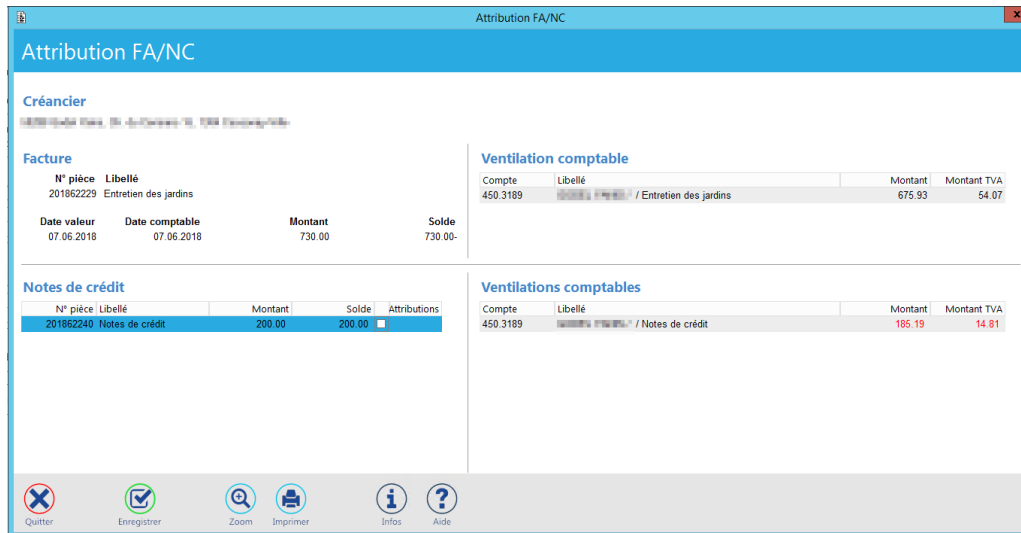 Attribution FA/NC
Attribution FA/NC
Créancier
Facture
N° pièce Libellé
201862229 Entretien des jardins
Date valeur Date comptable Montant Solde
07.06.2018 07.06.2018 730.00 730.00-
Ventilation comptable
Compte Libellé Montant Montant TVA
450.3189 / Entretien des jardins 675.93 54.07
Notes de crédit
N° pièce Libellé Montant Solde Attributions
201862240 Notes de crédit 200.00 200.00
Ventilations comptables
Compte Libellé Montant Montant TVA
450.3189 / Notes de crédit 185.19 14.81
Quitter Enregistrer Zoom Imprimer Infos Aide